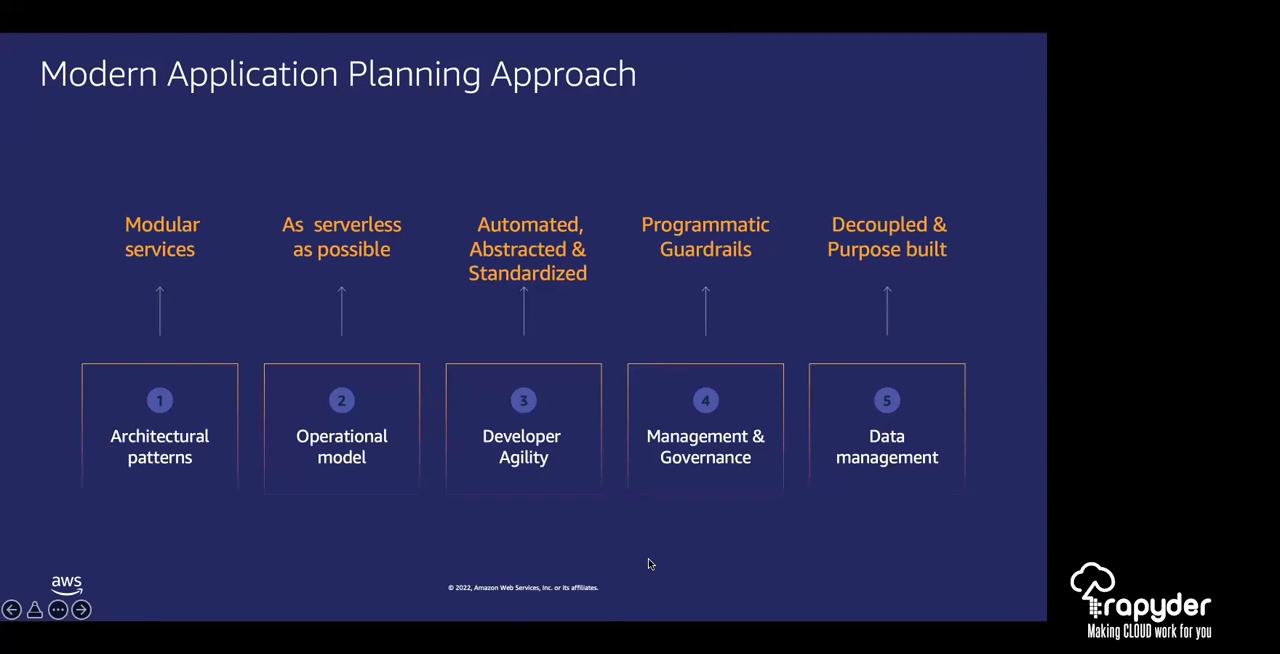 Modern Application Planning Approach
Modular
services
As serverless
as possible
Automated,
Abstracted &
Standardized
Programmatic
Guardrails
Decoupled &
Purpose built
1
Architectural
patterns
2
Operational
model
3
Developer
Agility
4
Management &
Governance
5
Data
management
aws
© 2022, Amazon Web Services, Inc. or its affiliates.
rapyder
Making CLOUD work for you